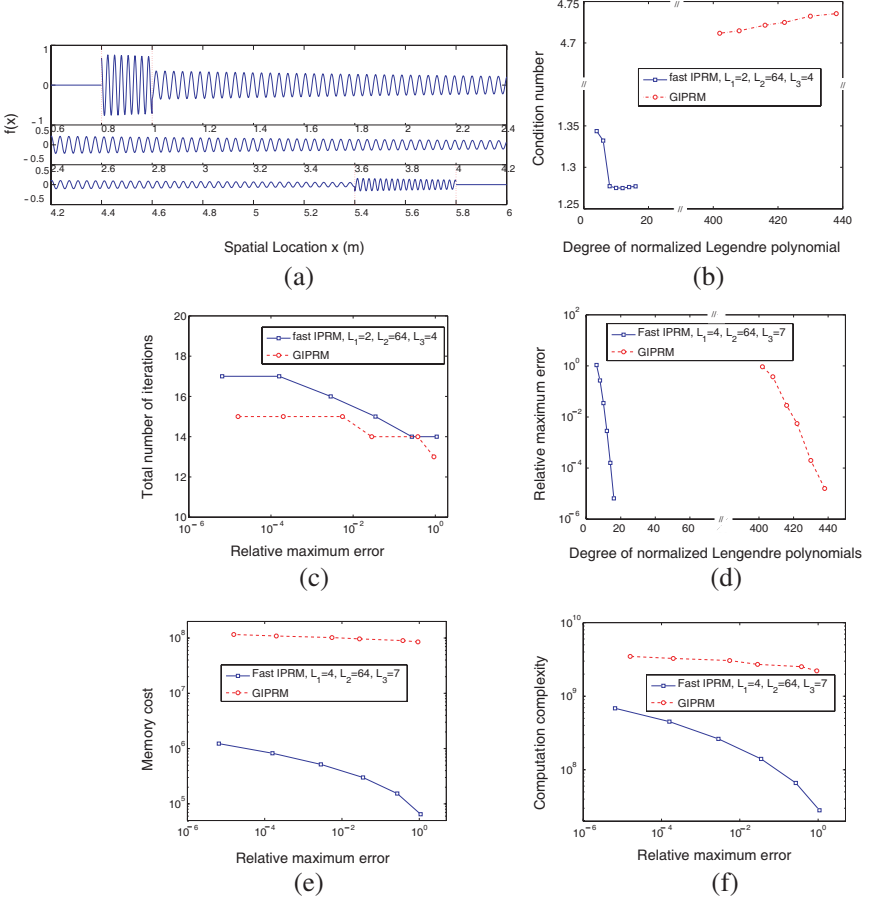 1
0
- 1
0.6 0.8 1 1.2 1.4 1.6 1.8 2 2.2 2.4
0.5
0
- 0.5
2.4 2.6 2.8 3 3.2 3.4 3.6 3.8 4 4.2
0.5
0
- 0.5
4.2 4.4 4.6 4.8 5 5.2 5.4 5.6 5.8 6
f(x)
Spatial Location x (m)
(a)
4.75
4.7
1.35
1.3
1.25
//
//
//
//
0 20 400 420 440
Condition number
fast IPRM, L1=2, L2=64, L3=4
GIPRM
Degree of normalized Legendre polynomial
(b)
20
18
16
14
12
10
10^-6 10^-4 10^-2 10^0
Total number of iterations
fast IPRM, L1=2, L2=64, L3=4
GIPRM
Relative maximum error
(c)
10^2
10^0
10^-2
10^-4
10^-6
//
//
0 20 40 60 400 420 440
Relative maximum error
Fast IPRM, L1=4, L2=64, L3=7
GIPRM
Degree of normalized Lengendre polynomials
(d)
10^8
10^7
10^6
10^5
10^-6 10^-4 10^-2 10^0
Memory cost
Fast IPRM, L1=4, L2=64, L3=7
GIPRM
Relative maximum error
(e)
10^10
10^9
10^8
10^-6 10^-4 10^-2 10^0
Computation complexity
Fast IPRM, L1=4, L2=64, L3=7
GIPRM
Relative maximum error
(f)